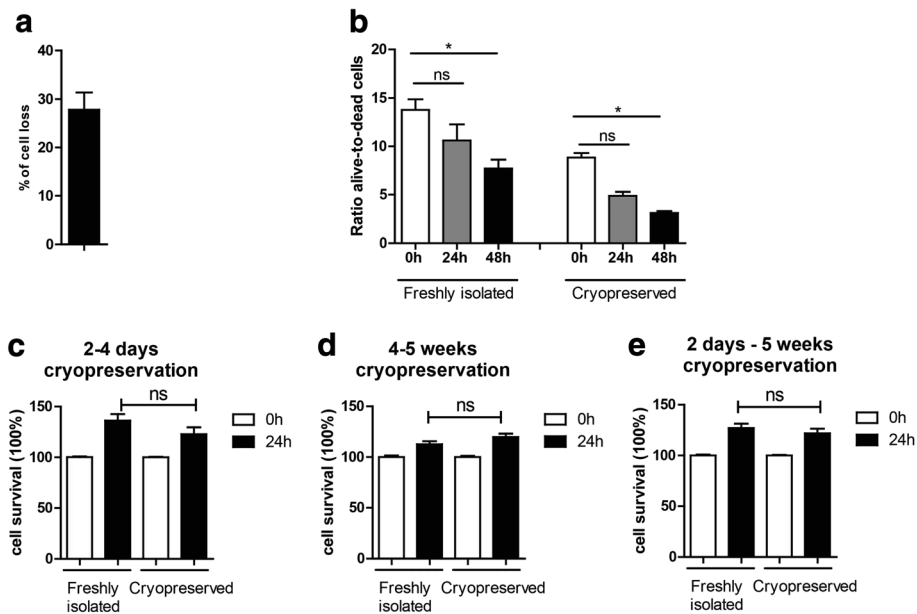 a
40
30
20
10
0
% of cell loss
b
20
15
10
5
0
Ratio alive-to-dead cells
*
ns
*
ns
0h 24h 48h 0h 24h 48h
Freshly isolated Cryopreserved
c
2-4 days
cryopreservation
150
100
50
0
cell survival (100%)
ns
0h
24h
Freshly
isolated
Cryopreserved
d
4-5 weeks
cryopreservation
150
100
50
0
cell survival (100%)
ns
0h
24h
Freshly
isolated
Cryopreserved
e
2 days - 5 weeks
cryopreservation
150
100
50
0
cell survival (100%)
ns
0h
24h
Freshly
isolated
Cryopreserved